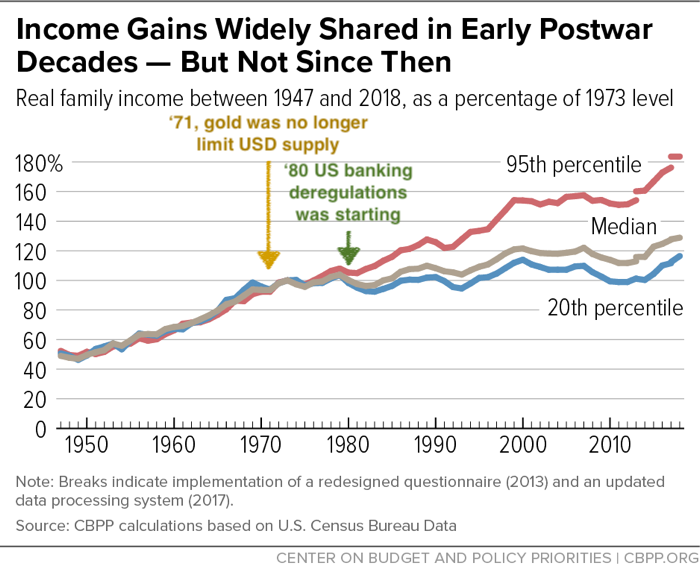 Income Gains Widely Shared in Early Postwar
Decades — But Not Since Then
Real family income between 1947 and 2018, as a percentage of 1973 level
‘71, gold was no longer
limit USD supply
‘80 US banking
deregulations
was starting
95th percentile
Median
20th percentile
180%
160
140
120
100
80
60
40
20
0
1950 1960 1970 1980 1990 2000 2010
Note: Breaks indicate implementation of a redesigned questionnaire (2013) and an updated
data processing system (2017).
Source: CBPP calculations based on U.S. Census Bureau Data
CENTER ON BUDGET AND POLICY PRIORITIES | CBPP.ORG